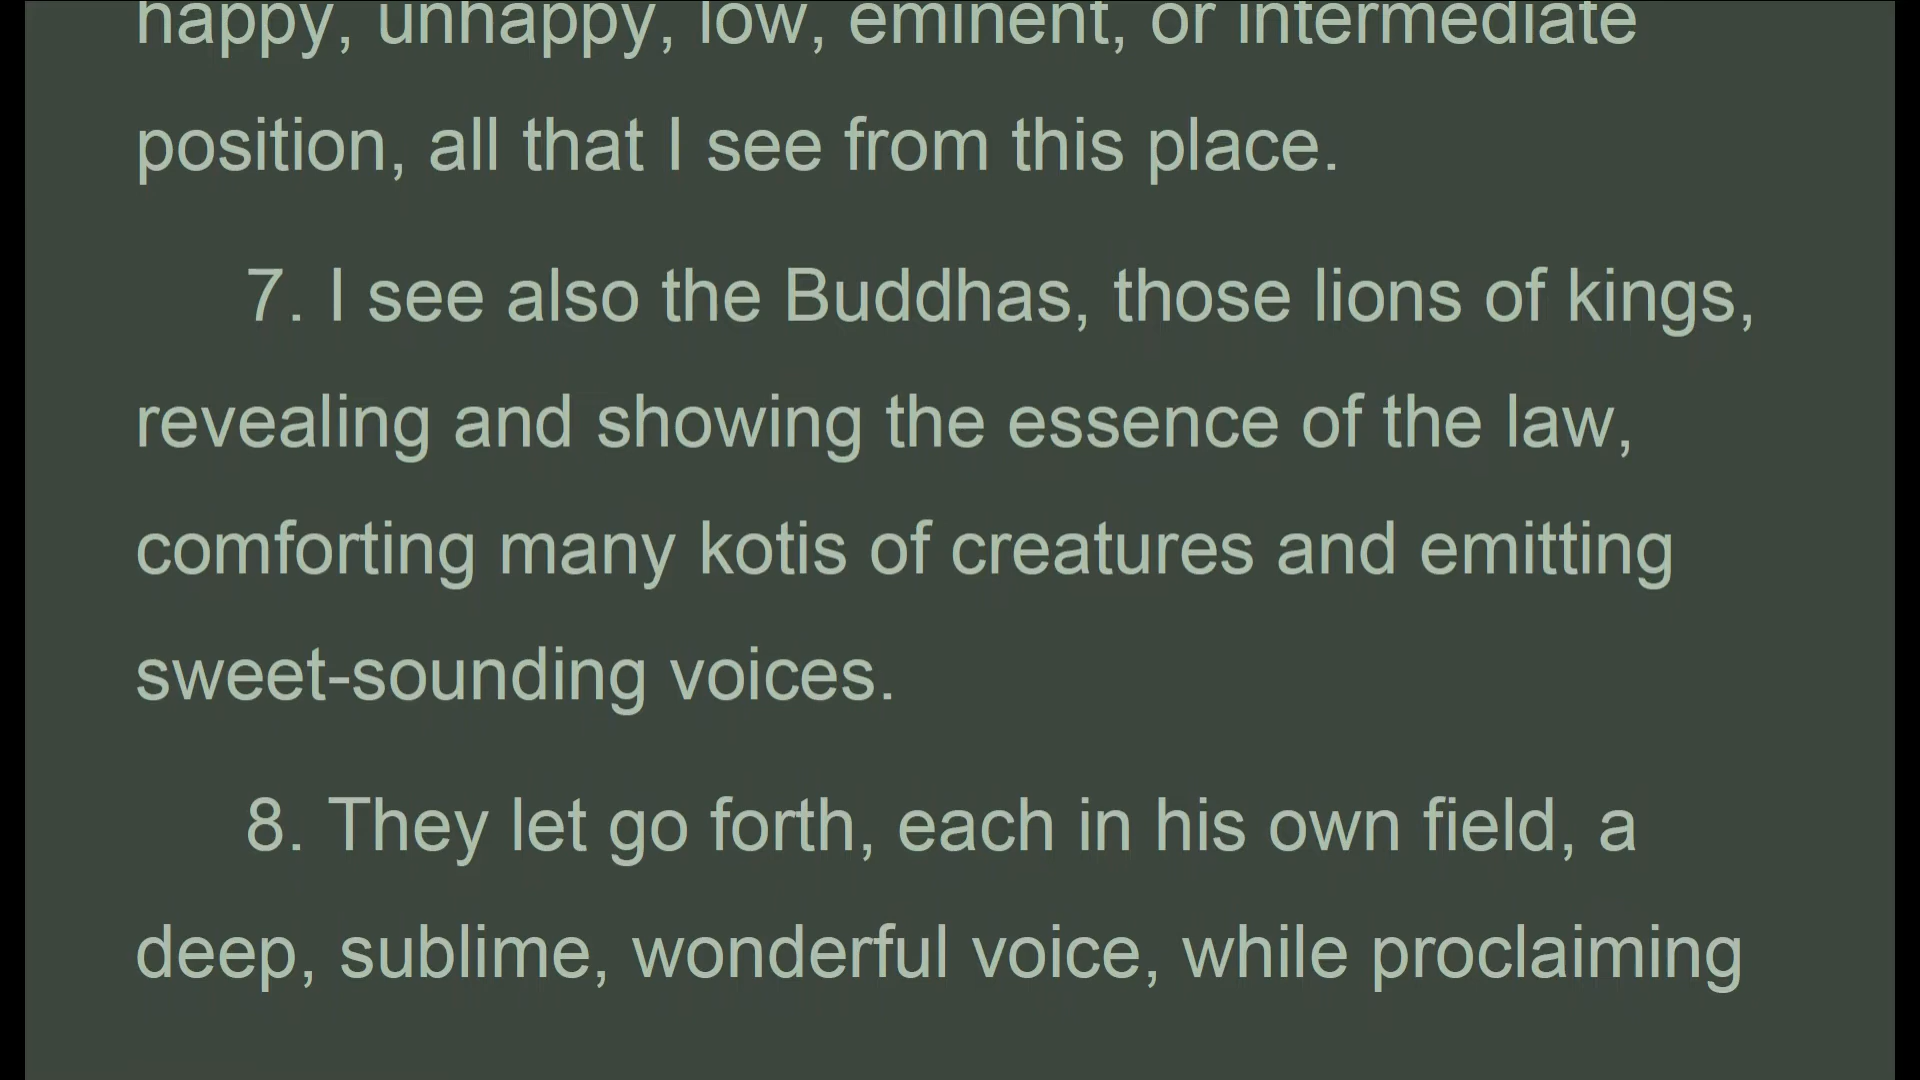 happy, unhappy, low, eminent, or intermediate
position, all that I see from this place.
7. I see also the Buddhas, those lions of kings,
revealing and showing the essence of the law,
comforting many kotis of creatures and emitting
sweet-sounding voices.
8. They let go forth, each in his own field, a
deep, sublime, wonderful voice, while proclaiming